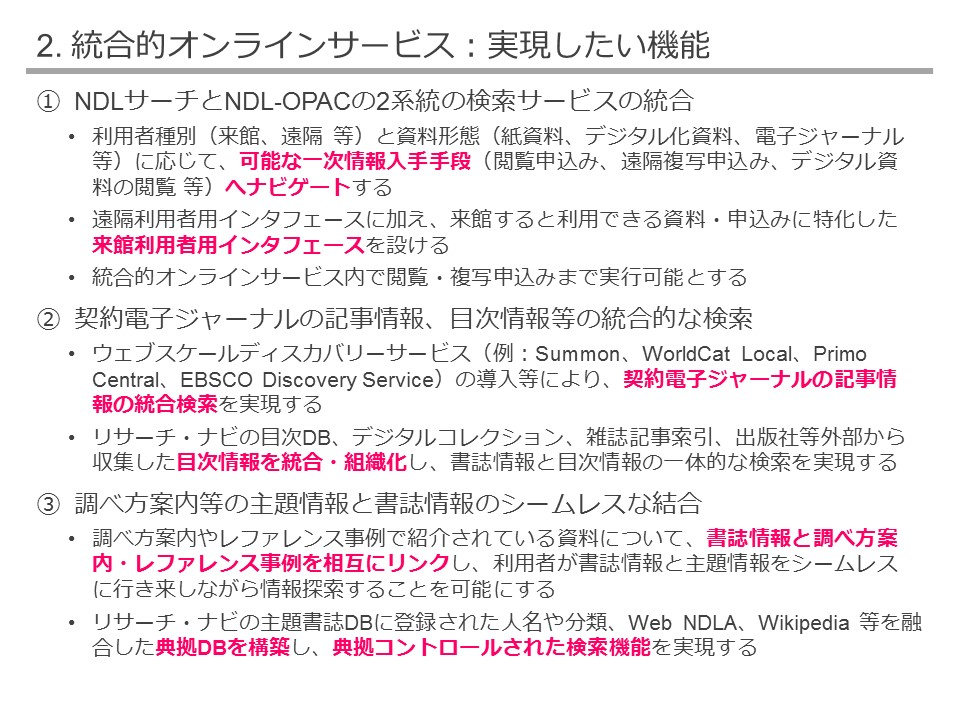 2. 統合的オンラインサービス：実現したい機能
① NDLサーチとNDL-OPACの2系統の検索サービスの統合
• 利用者種別（来館、遠隔 等）と資料形態（紙資料、デジタル化資料、電子ジャーナル
等）に応じて、可能な一次情報入手手段（閲覧申込み、遠隔複写申込み、デジタル資
料の閲覧 等）へナビゲートする
• 遠隔利用者用インタフェースに加え、来館すると利用できる資料・申込みに特化した
来館利用者用インタフェースを設ける
• 統合的オンラインサービス内で閲覧・複写申込みまで実行可能とする
② 契約電子ジャーナルの記事情報、目次情報等の統合的な検索
• ウェブスケールディスカバリーサービス（例：Summon、WorldCat Local、Primo
Central、EBSCO Discovery Service）の導入等により、契約電子ジャーナルの記事情
報の統合検索を実現する
• リサーチ・ナビの目次DB、デジタルコレクション、雑誌記事索引、出版社等外部から
収集した目次情報を統合・組織化し、書誌情報と目次情報の一体的な検索を実現する
③ 調べ方案内等の主題情報と書誌情報のシームレスな結合
• 調べ方案内やレファレンス事例で紹介されている資料について、書誌情報と調べ方案
内・レファレンス事例を相互にリンクし、利用者が書誌情報と主題情報をシームレス
に行き来しながら情報探索することを可能にする
• リサーチ・ナビの主題書誌DBに登録された人名や分類、Web NDLA、Wikipedia 等を融
合した典拠DBを構築し、典拠コントロールされた検索機能を実現する